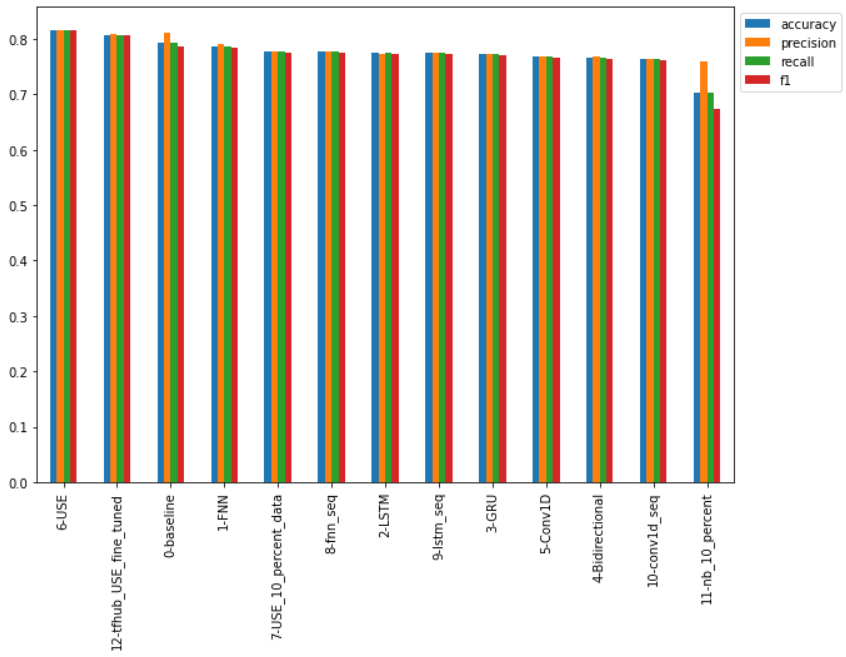 accuracy
precision
recall
f1
0.8
0.7
0.6
0.5
0.4
0.3
0.2
0.1
0.0
6-USE
12-tfhub_USE_fine_tuned
0-baseline
1-FNN
7-USE_10_percent_data
8-fnn_seq
2-LSTM
9-lstm_seq
3-GRU
5-Conv1D
4-Bidirectional
10-conv1d_seq
11-nb_10_percent